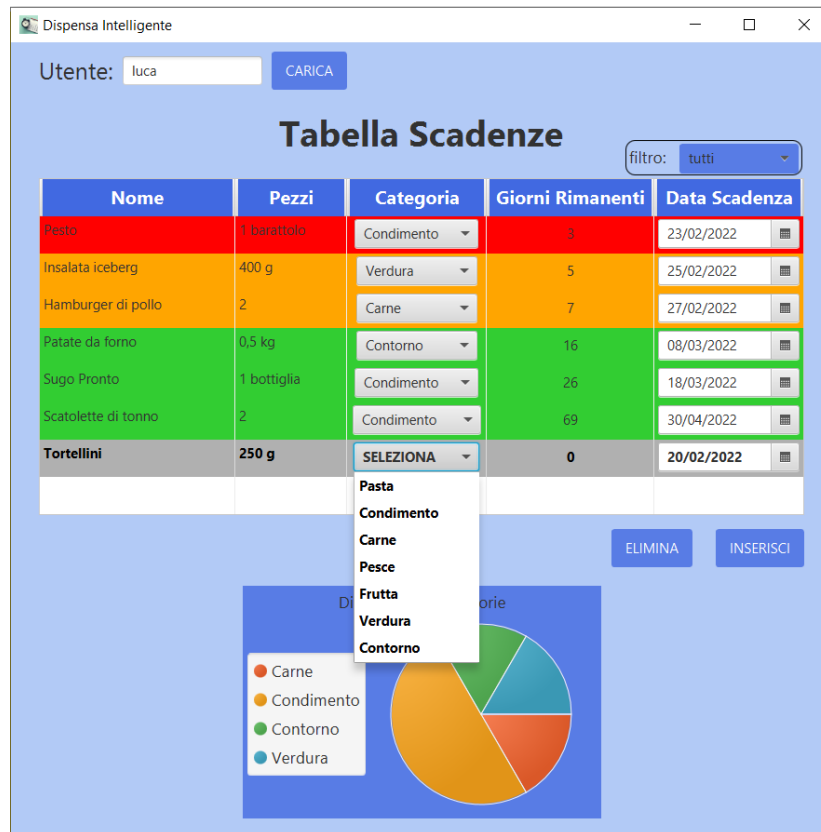 Dispensa Intelligente
Utente: luca CARICA
Tabella Scadenze
filtro: tutti
Nome Pezzi Categoria Giorni Rimanenti Data Scadenza
Pesto 1 barattolo Condimento 3 23/02/2022
Insalata iceberg 400 g Verdura 5 25/02/2022
Hamburger di pollo 2 Carne 7 27/02/2022
Patate da forno 0,5 kg Contorno 16 08/03/2022
Sugo Pronto 1 bottiglia Condimento 26 18/03/2022
Scatolette di tonno 2 Condimento 69 30/04/2022
Tortellini 250 g SELEZIONA 0 20/02/2022
Pasta
Condimento
Carne
Pesce
Frutta
Verdura
Contorno
ELIMINA INSERISCI
Carne
Condimento
Contorno
Verdura